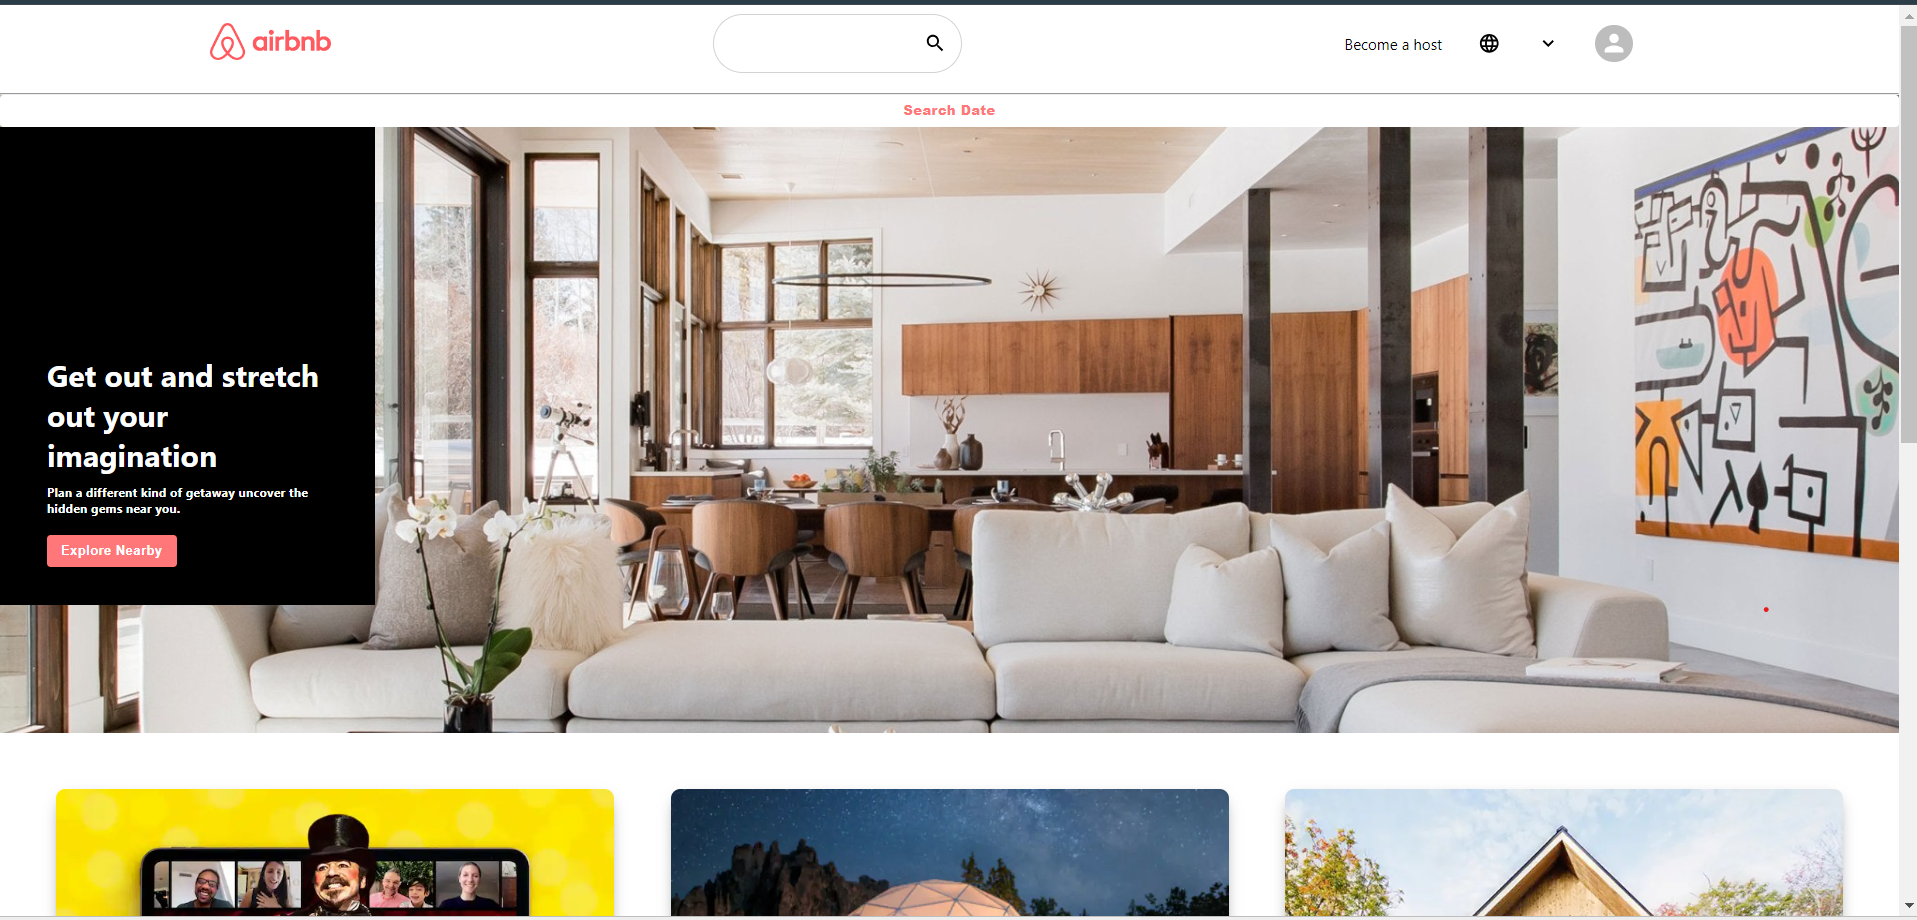 airbnb
Become a host
Search Date
Get out and stretch
out your
imagination
Plan a different kind of getaway uncover the
hidden gems near you.
Explore Nearby